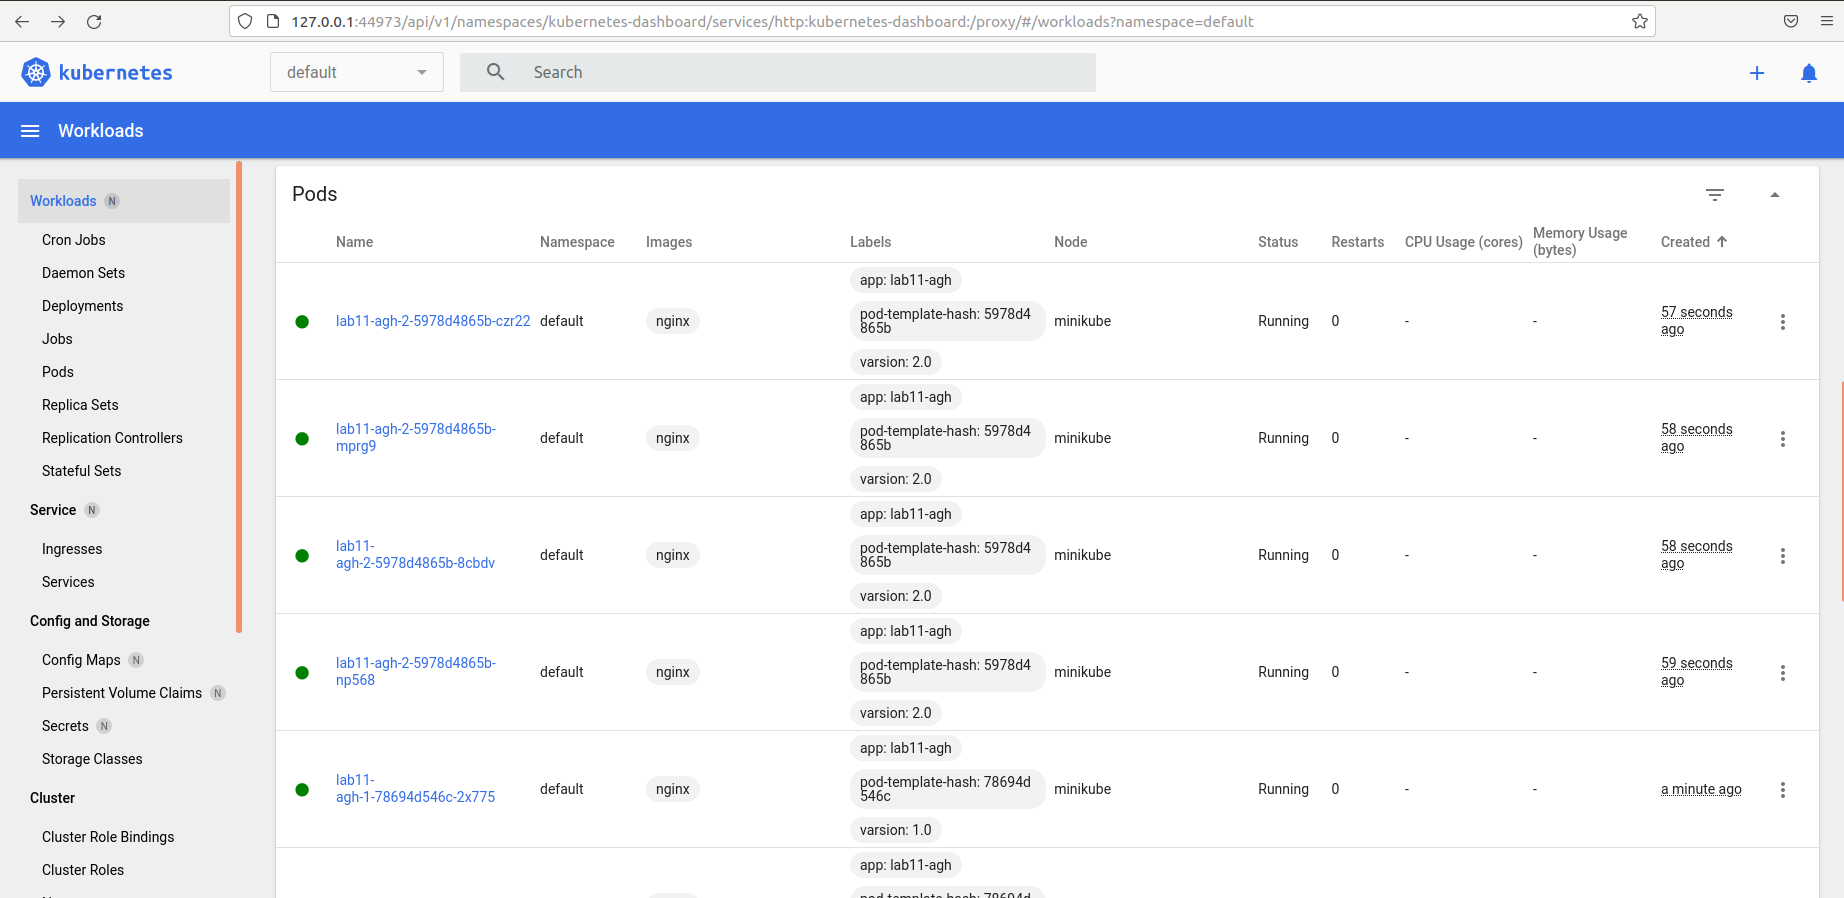 127.0.0.1:44973/api/v1/namespaces/kubernetes-dashboard/services/http:kubernetes-dashboard:/proxy/#/workloads?namespace=default
kubernetes
default
Search
Workloads
Workloads N
Cron Jobs
Daemon Sets
Deployments
Jobs
Pods
Replica Sets
Replication Controllers
Stateful Sets
Service N
Ingresses
Services
Config and Storage
Config Maps N
Persistent Volume Claims N
Secrets N
Storage Classes
Cluster
Cluster Role Bindings
Cluster Roles
Pods
Name Namespace Images Labels Node Status Restarts CPU Usage (cores) Memory Usage (bytes) Created
app: lab11-agh
lab11-agh-2-5978d4865b-czr22 default nginx pod-template-hash: 5978d4865b minikube Running 0 - - 57 seconds ago
varsion: 2.0
app: lab11-agh
lab11-agh-2-5978d4865b-mprg9 default nginx pod-template-hash: 5978d4865b minikube Running 0 - - 58 seconds ago
varsion: 2.0
app: lab11-agh
lab11-agh-2-5978d4865b-8cbdv default nginx pod-template-hash: 5978d4865b minikube Running 0 - - 58 seconds ago
varsion: 2.0
app: lab11-agh
lab11-agh-2-5978d4865b-np568 default nginx pod-template-hash: 5978d4865b minikube Running 0 - - 59 seconds ago
varsion: 2.0
app: lab11-agh
lab11-agh-1-78694d546c-2x775 default nginx pod-template-hash: 78694d546c minikube Running 0 - - a minute ago
varsion: 1.0
app: lab11-agh
pod-template-hash: 78694d